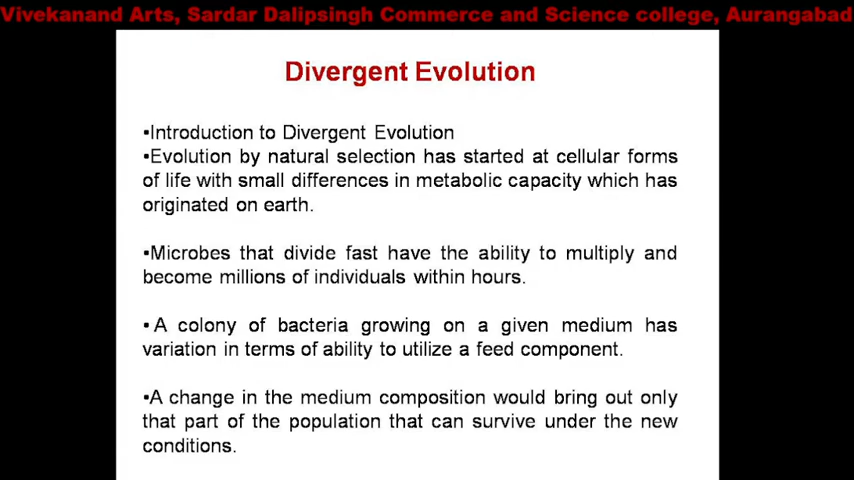 Vivekanand Arts, Sardar Dalipsingh Commerce and Science college, Aurangabad
Divergent Evolution
•Introduction to Divergent Evolution
•Evolution by natural selection has started at cellular forms
of life with small differences in metabolic capacity which has
originated on earth.
•Microbes that divide fast have the ability to multiply and
become millions of individuals within hours.
• A colony of bacteria growing on a given medium has
variation in terms of ability to utilize a feed component.
•A change in the medium composition would bring out only
that part of the population that can survive under the new
conditions.